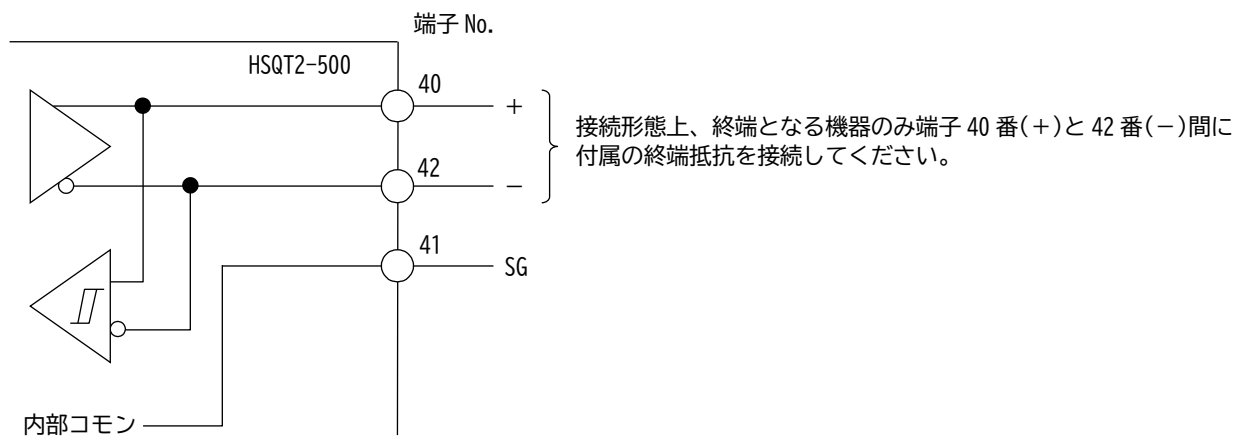 端子 No.
HSQT2-500
40
+
接続形態上、終端となる機器のみ端子 40 番(+)と 42 番(-)間に
付属の終端抵抗を接続してください。
42
-
41
SG
内部コモン